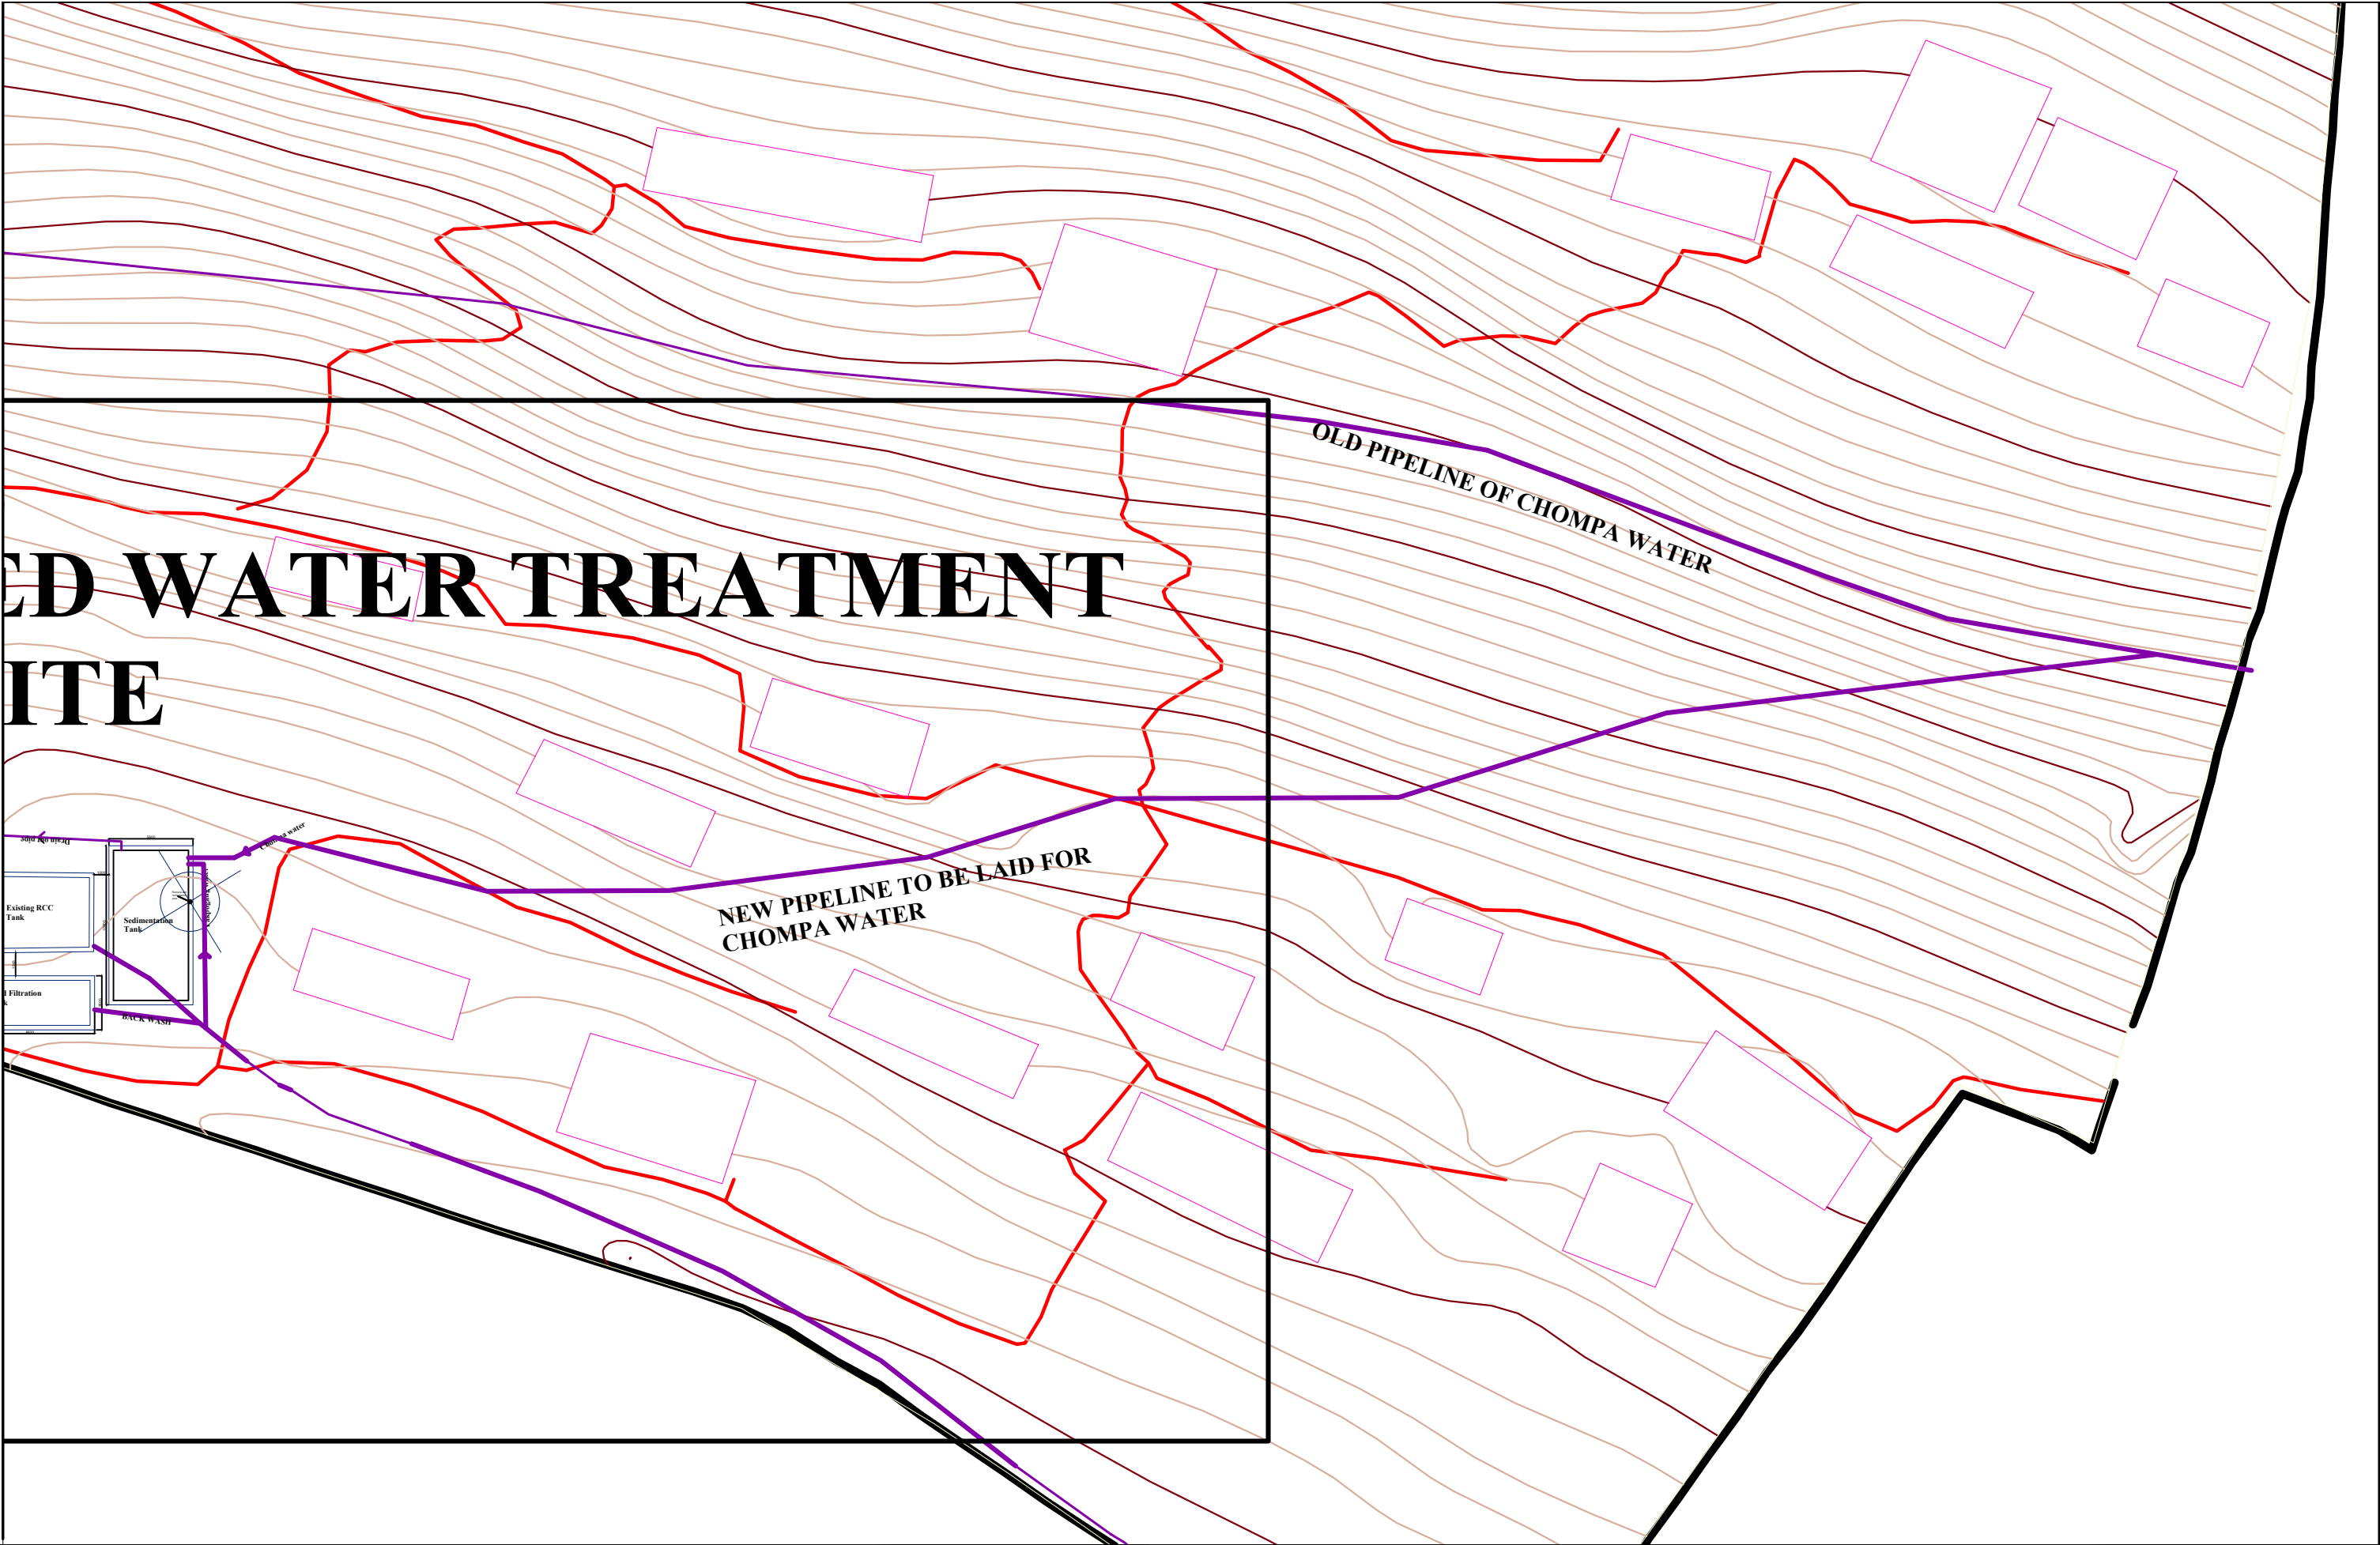 OLD PIPELINE OF CHOMPA WATER
ED WATER TREATMENT
ITE
Chompa water
Drain out pipe
NEW PIPELINE TO BE LAID FOR
CHOMPA WATER
Existing RCC
Tank
Sedimentation
Tank
Filtration
BACK WASH